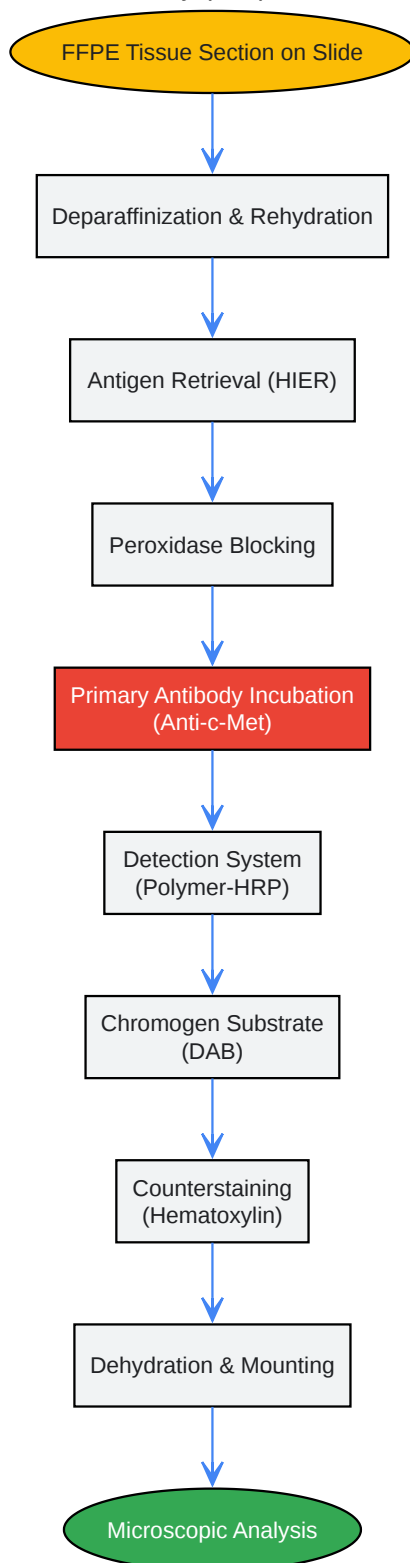 FFPE Tissue Section on Slide
Deparaffinization & Rehydration
Antigen Retrieval (HIER)
Peroxidase Blocking
Primary Antibody Incubation
(Anti-c-Met)
Detection System
(Polymer-HRP)
Chromogen Substrate
(DAB)
Counterstaining
(Hematoxylin)
Dehydration & Mounting
Microscopic Analysis